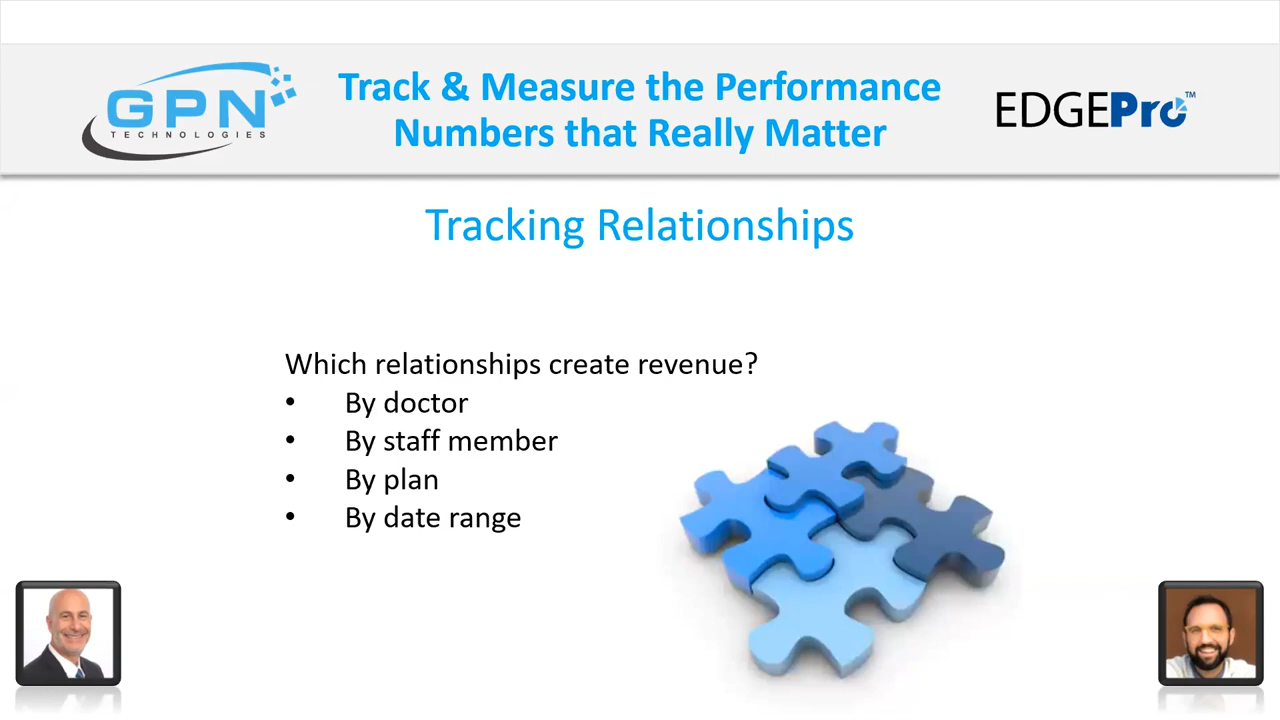 GPN
TECHNOLOGIES
Track & Measure the Performance
Numbers that Really Matter
EDGEPro™
Tracking Relationships
Which relationships create revenue?
• By doctor
• By staff member
• By plan
• By date range